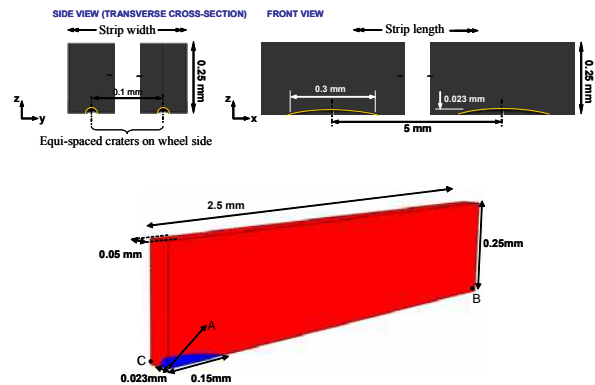 SIDE VIEW (TRANSVERSE CROSS-SECTION) FRONT VIEW
Strip width
Strip length
0.25 mm
0.25 mm
0.1 mm
0.3 mm
0.023 mm
z
y
z
x
5 mm
Equi-spaced craters on wheel side
2.5 mm
0.05 mm
0.25mm
B
A
C
0.023mm
0.15mm